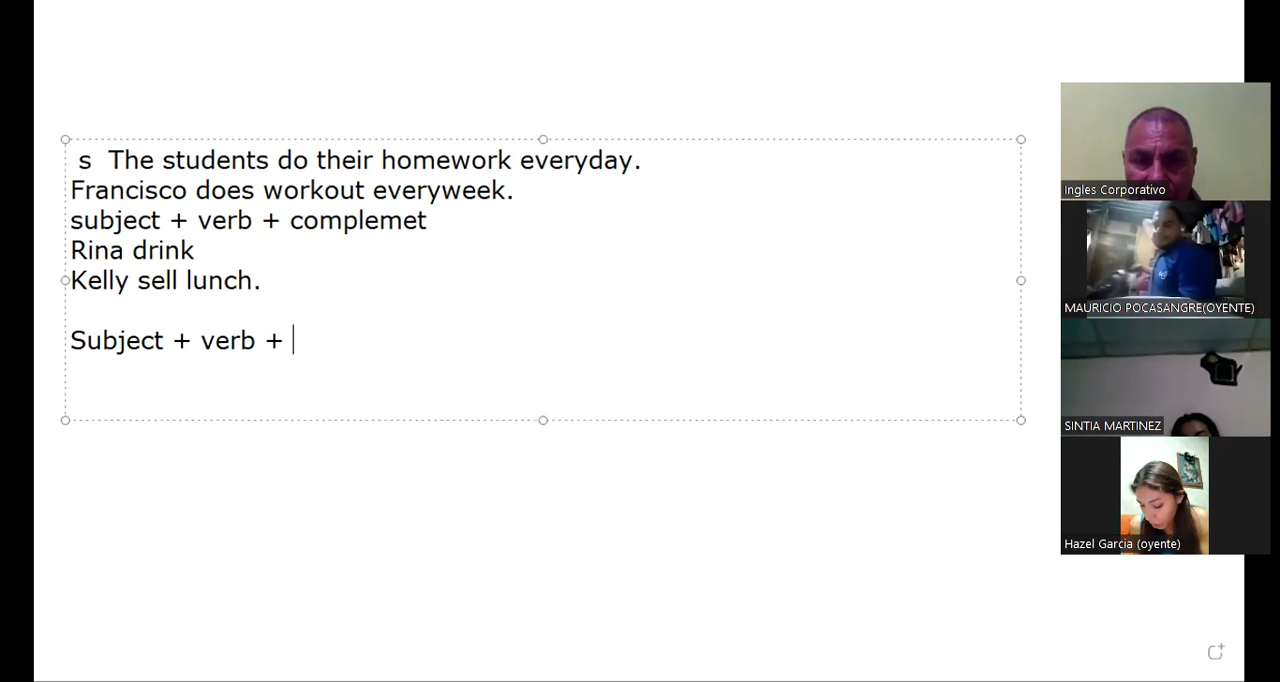 s The students do their homework everyday.
Francisco does workout everyweek.
subject + verb + complemet
Rina drink
Kelly sell lunch.
Subject + verb +
Ingles Corporativo
MAURICIO POCASANGRE(OYENTE)
SINTIA MARTINEZ
Hazel Garcia (oyente)